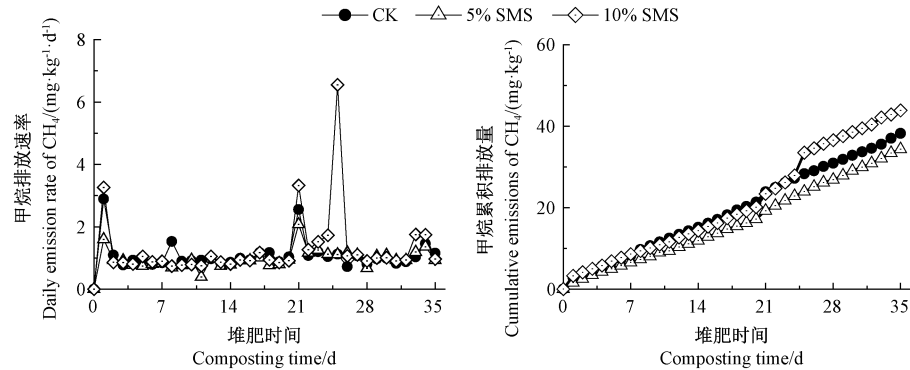 CK 5% SMS 10% SMS
甲烷排放速率
Daily emission rate of CH₄/(mg·kg⁻¹·d⁻¹)
8
6
4
2
0
0 7 14 21 28 35
堆肥时间
Composting time/d
甲烷累积排放量
Cumulative emissions of CH₄/(mg·kg⁻¹)
60
40
20
0
0 7 14 21 28 35
堆肥时间
Composting time/d